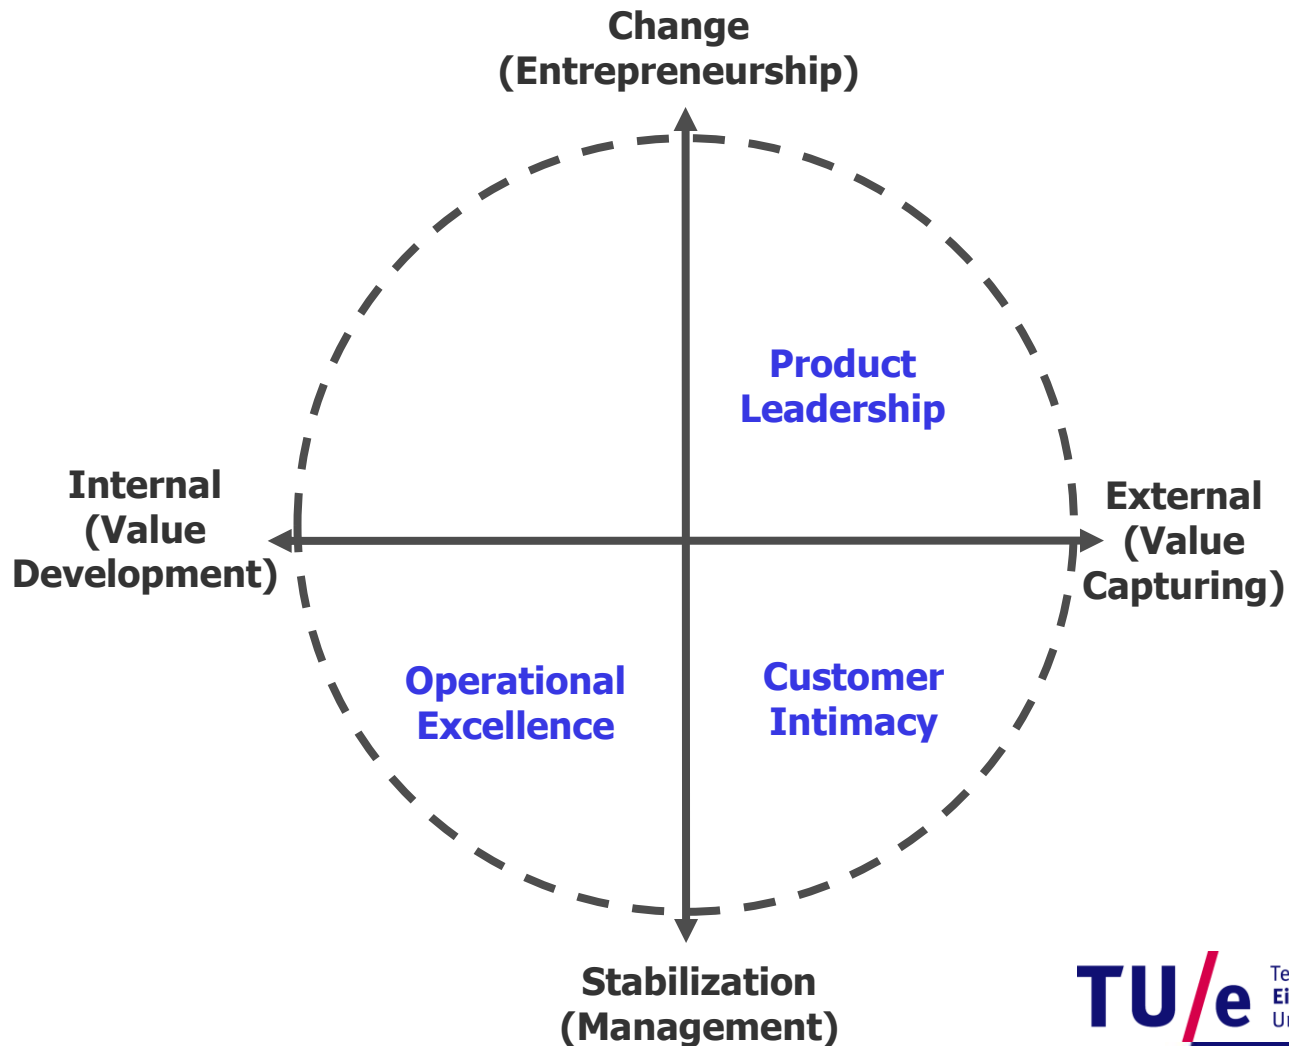 Change
(Entrepreneurship)
Product
Leadership
Internal
(Value
Development)
External
(Value
Capturing)
Operational
Excellence
Customer
Intimacy
Stabilization
(Management)
TU/e